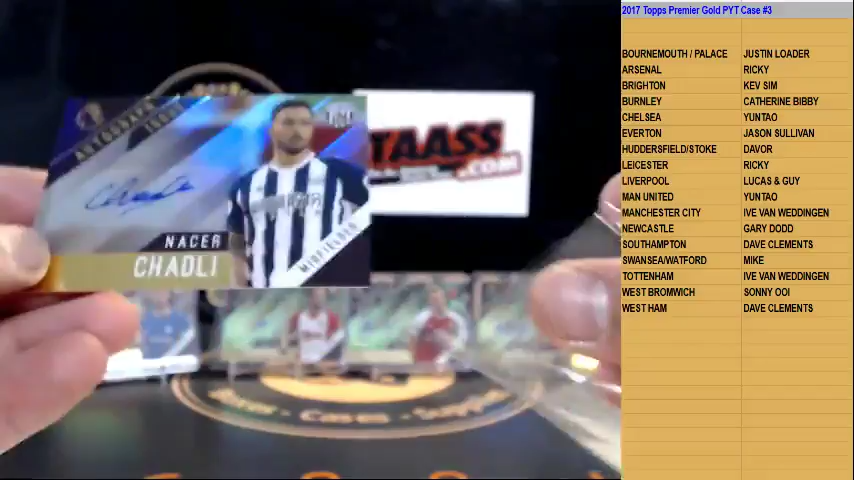 2017 Topps Premier Gold PYT Case #3
BOURNEMOUTH / PALACE JUSTIN LOADER
ARSENAL RICKY
BRIGHTON KEV SIM
BURNLEY CATHERINE BIBBY
CHELSEA YUNTAO
EVERTON JASON SULLIVAN
HUDDERSFIELD/STOKE DAVOR
LEICESTER RICKY
LIVERPOOL LUCAS & GUY
MAN UNITED YUNTAO
MANCHESTER CITY IVE VAN WEDDINGEN
NEWCASTLE GARY DODD
SOUTHAMPTON DAVE CLEMENTS
SWANSEA/WATFORD MIKE
TOTTENHAM IVE VAN WEDDINGEN
WEST BROMWICH SONNY OOI
WEST HAM DAVE CLEMENTS
AUTOGRAPH
ISSUE
NACER
CHADLI
MIDFIELDER
TAASS
.COM